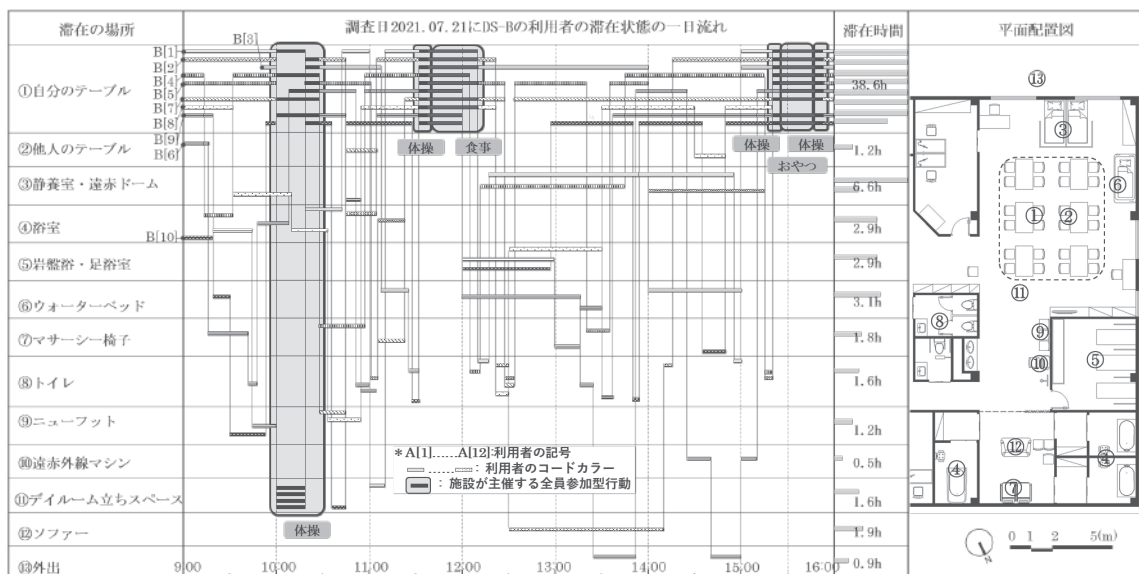 滞在の場所
調査日2021.07.21にDS-Bの利用者の滞在状態の一日流れ
滞在時間
平面配置図
B[3]
B[1]
B[2]
B[4]
B[5]
B[7]
B[8]
B[9]
B[6]
B[10]
①自分のテーブル
38.6h
体操
食事
体操
体操
おやつ
②他人のテーブル
1.2h
③静養室・遠赤ドーム
6.6h
④浴室
2.9h
⑤岩盤浴・足浴室
2.9h
⑥ウォーターベッド
3.1h
⑦マサーシー椅子
1.8h
⑧トイレ
1.6h
⑨ニューフット
1.2h
⑩遠赤外線マシン
0.5h
⑪デイルーム立ちスペース
1.6h
⑫ソファー
1.9h
⑬外出
0.9h
体操
*A[1]......A[12]:利用者の記号
......:利用者のコードカラー
:施設が主催する全員参加型行動
9:00 10:00 11:00 12:00 13:00 14:00 15:00 16:00
⑬
③
⑥
①
②
⑪
⑧
⑨
⑩
⑤
⑫
④
④
⑦
N
0 1 2 5(m)